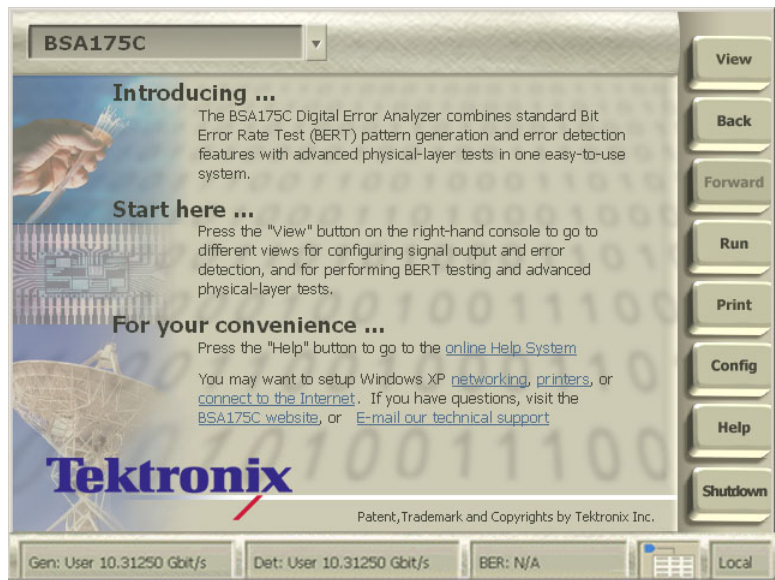 BSA175C
View
Introducing ...
The BSA175C Digital Error Analyzer combines standard Bit
Error Rate Test (BERT) pattern generation and error detection
features with advanced physical-layer tests in one easy-to-use
system.
Back
Forward
Start here ...
Press the "View" button on the right-hand console to go to
different views for configuring signal output and error
detection, and for performing BERT testing and advanced
physical-layer tests.
Run
Print
For your convenience ...
Press the "Help" button to go to the online Help System
You may want to setup Windows XP networking, printers, or
connect to the Internet. If you have questions, visit the
BSA175C website, or E-mail our technical support
Config
Help
Tektronix
Shutdown
Patent,Trademark and Copyrights by Tektronix Inc.
Gen: User 10.31250 Gbit/s
Det: User 10.31250 Gbit/s
BER: N/A
Local